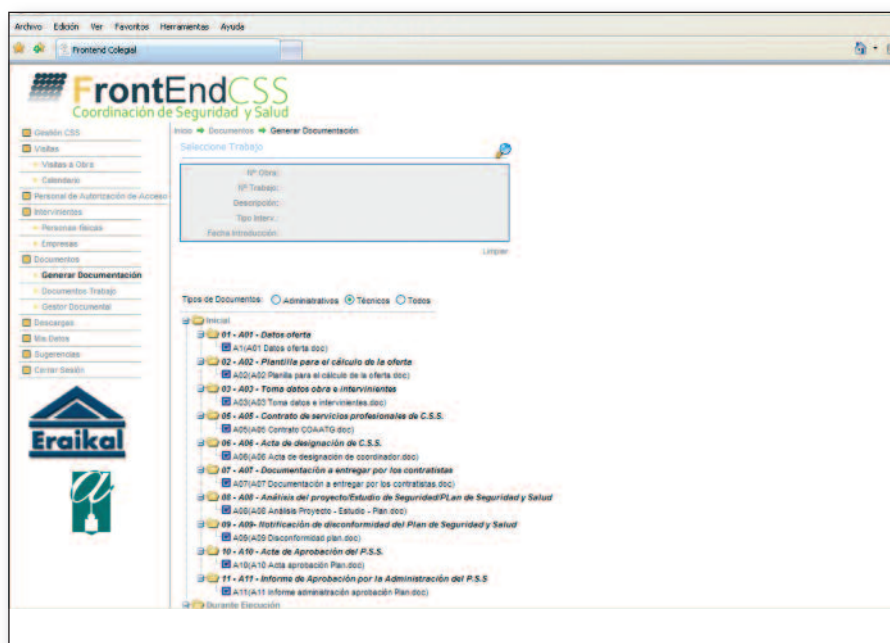 Archivo Edición Ver Favoritos Herramientas Ayuda
Frontend Colegial
FrontEndCSS
Coordinación de Seguridad y Salud
Gestión CSS
Visitas
Visitas a Obra
Calendario
Personal de Autorización de Acceso
Intervinientes
Personas físicas
Empresas
Documentos
Generar Documentación
Documentos Trabajo
Gestor Documental
Descargas
Mis Datos
Sugerencias
Cerrar Sesión
Eraikal
Inicio Documentos Generar Documentación
Seleccione Trabajo
Nº Obra:
Nº Trabajo:
Descripción:
Tipo Interv.:
Fecha Introducción:
Limpiar
Tipos de Documentos: Administrativos Técnicos Todos
Inicial
01 - A01 - Datos oferta
A1(A01 Datos oferta.doc)
02 - A02 - Plantilla para el cálculo de la oferta
A02(A02 Planilla para el cálculo de la oferta.doc)
03 - A03 - Toma datos obra e intervinientes
A03(A03 Toma datos e intervinientes.doc)
05 - A05 - Contrato de servicios profesionales de C.S.S.
A05(A05 Contrato COAATG.doc)
06 - A06 - Acta de designación de C.S.S.
A06(A06 Acta de designación de coordinador.doc)
07 - A07 - Documentación a entregar por los contratistas
A07(A07 Documentación a entregar por los contratistas.doc)
08 - A08 - Análisis del proyecto/Estudio de Seguridad/PLan de Seguridad y Salud
A08(A08 Análisis Proyecto - Estudio - Plan.doc)
09 - A09- Notificación de disconformidad del Plan de Seguridad y Salud
A09(A09 Disconformidad plan.doc)
10 - A10 - Acta de Aprobación del P.S.S.
A10(A10 Acta aprobación Plan.doc)
11 - A11 - Informe de Aprobación por la Administración del P.S.S
A11(A11 Informe administración aprobación Plan.doc)
Durante Ejecución